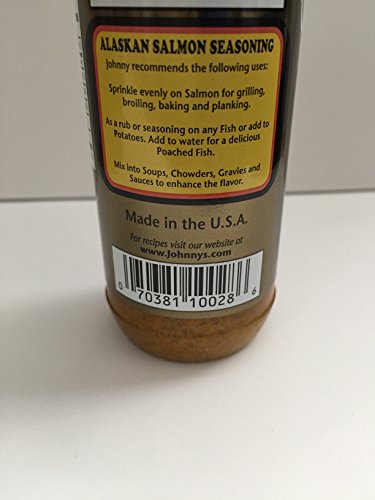 ALASKAN SALMON SEASONING
Johnny recommends the following uses:
Sprinkle evenly on Salmon for grilling,
broiling, baking and planking.
As a rub or seasoning on any Fish or add to
Potatoes. Add to water for a delicious
Poached Fish.
Mix into Soups, Chowders, Gravies and
Sauces to enhance the flavor.
Made in the U.S.A.
For recipes visit our website at
www.Johnnys.com
0 70381 10028 6